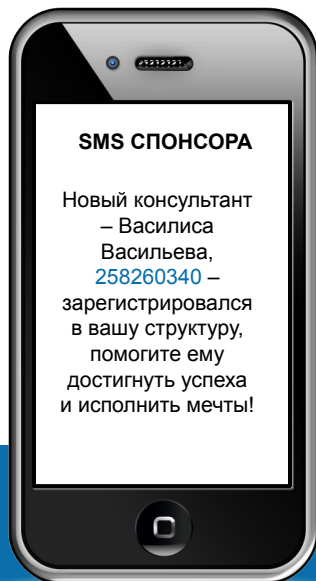 SMS СПОНСОРА
Новый консультант
– Василиса
Васильева,
258260340 –
зарегистрировался
в вашу структуру,
помогите ему
достигнуть успеха
и исполнить мечты!